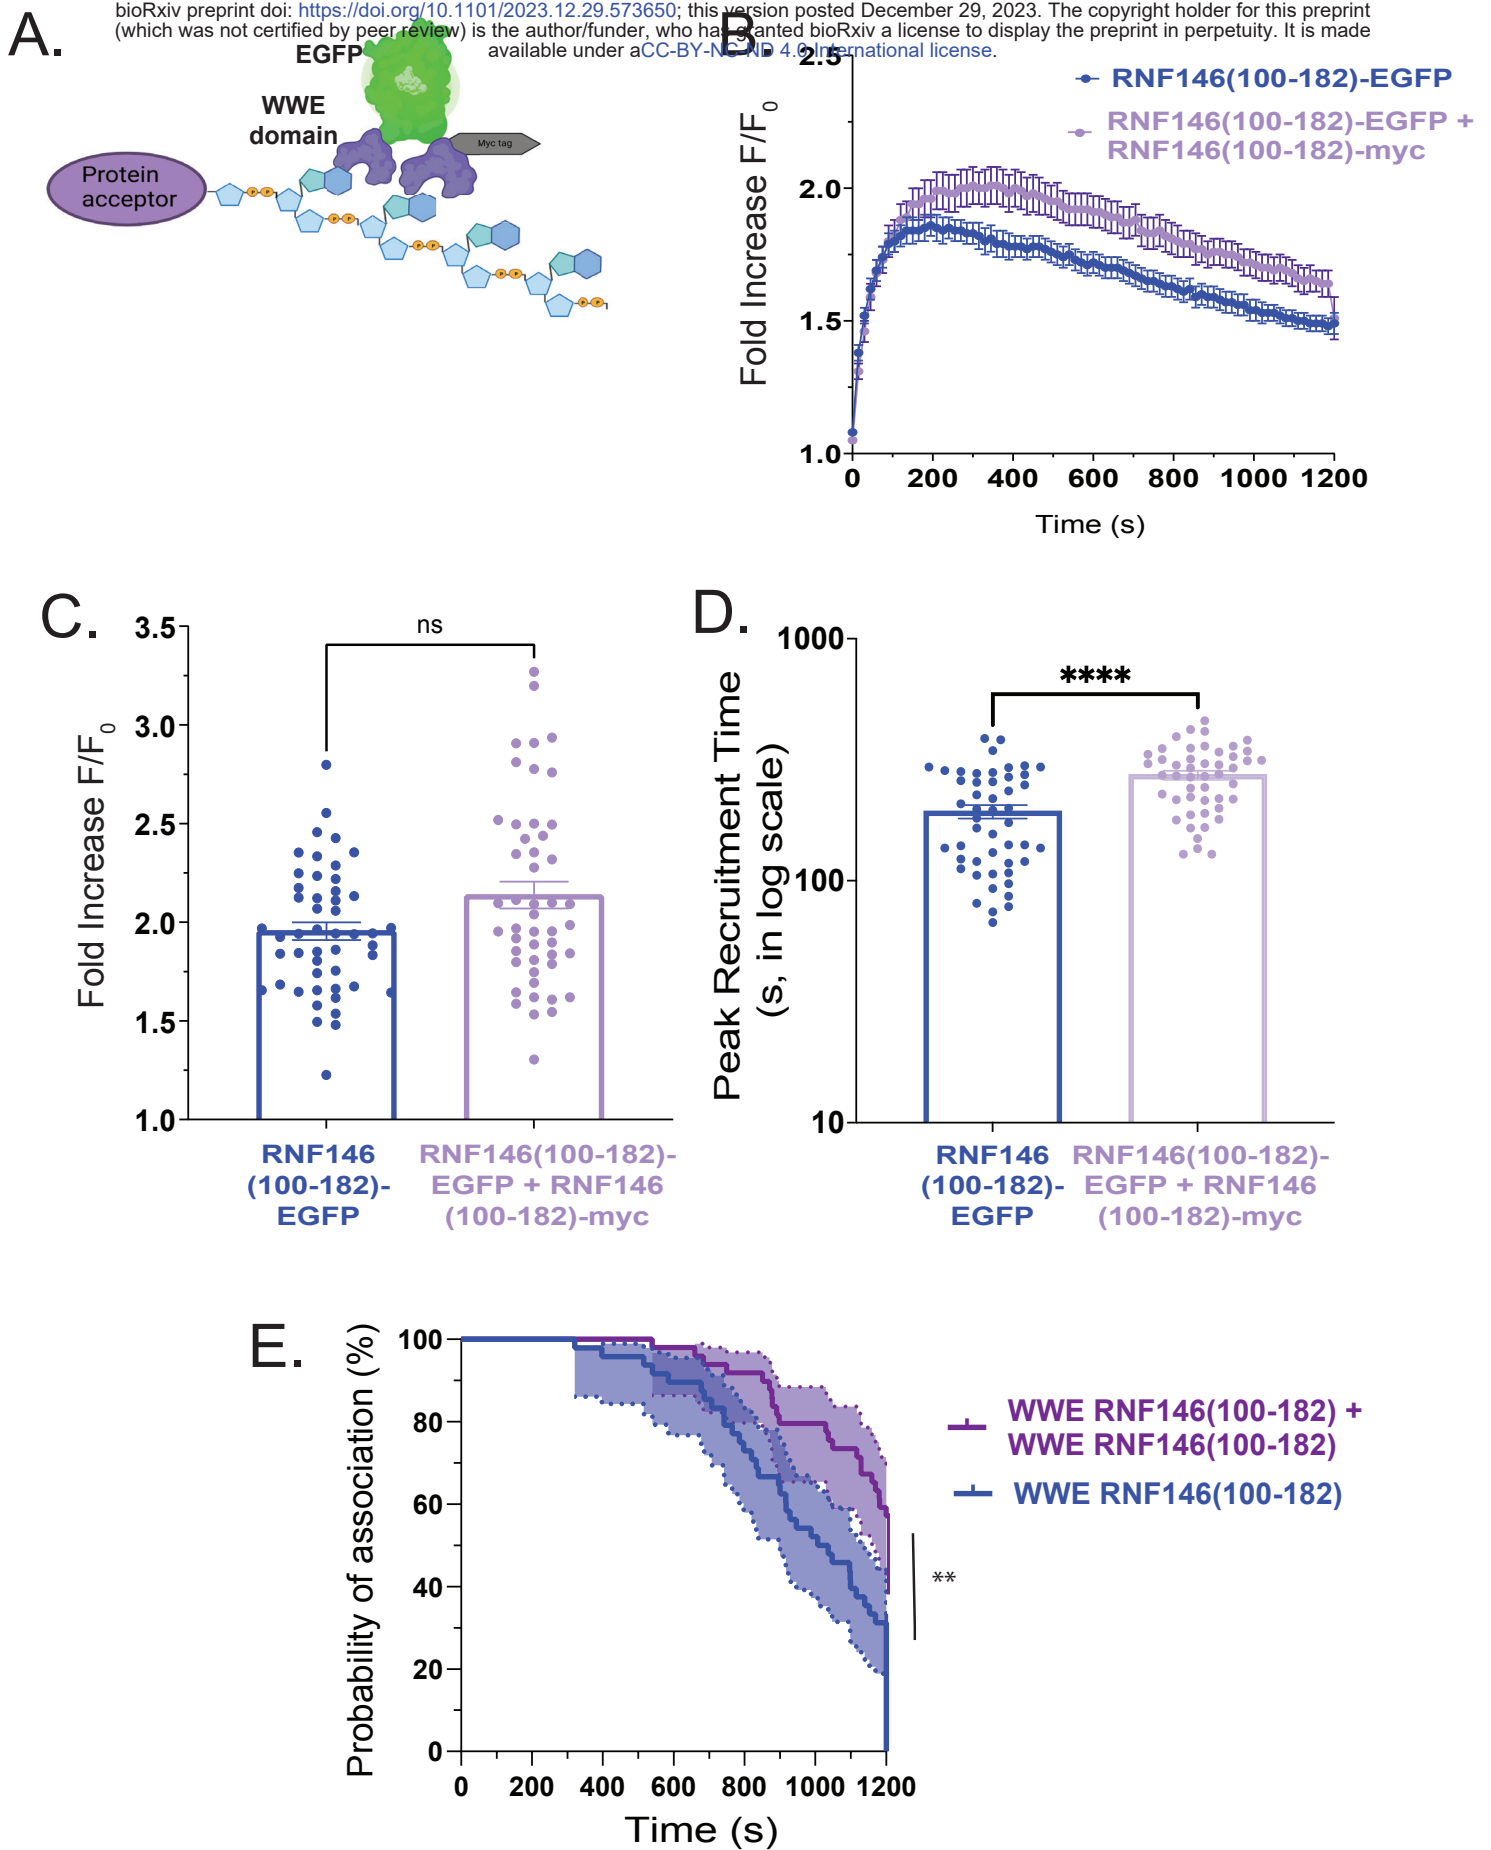 bioRxiv preprint doi: https://doi.org/10.1101/2023.12.29.573650; this version posted December 29, 2023. The copyright holder for this preprint
(which was not certified by peer review) is the author/funder, who has granted bioRxiv a license to display the preprint in perpetuity. It is made
available under aCC-BY-NC-ND 4.0 International license.
A.
EGFP
WWE
domain
Myc tag
Protein
acceptor
P P
P P
P P
P P
P P
B.
Fold Increase F/F0
2.5
2.0
1.5
1.0
0 200 400 600 800 1000 1200
Time (s)
RNF146(100-182)-EGFP
RNF146(100-182)-EGFP +
RNF146(100-182)-myc
C.
Fold Increase F/F0
3.5
3.0
2.5
2.0
1.5
1.0
ns
RNF146
(100-182)-
EGFP
RNF146(100-182)-
EGFP + RNF146
(100-182)-myc
D.
Peak Recruitment Time
(s, in log scale)
1000
100
10
****
RNF146
(100-182)-
EGFP
RNF146(100-182)-
EGFP + RNF146
(100-182)-myc
E.
Probability of association (%)
100
80
60
40
20
0
0 200 400 600 800 1000 1200
Time (s)
WWE RNF146(100-182) +
WWE RNF146(100-182)
WWE RNF146(100-182)
**